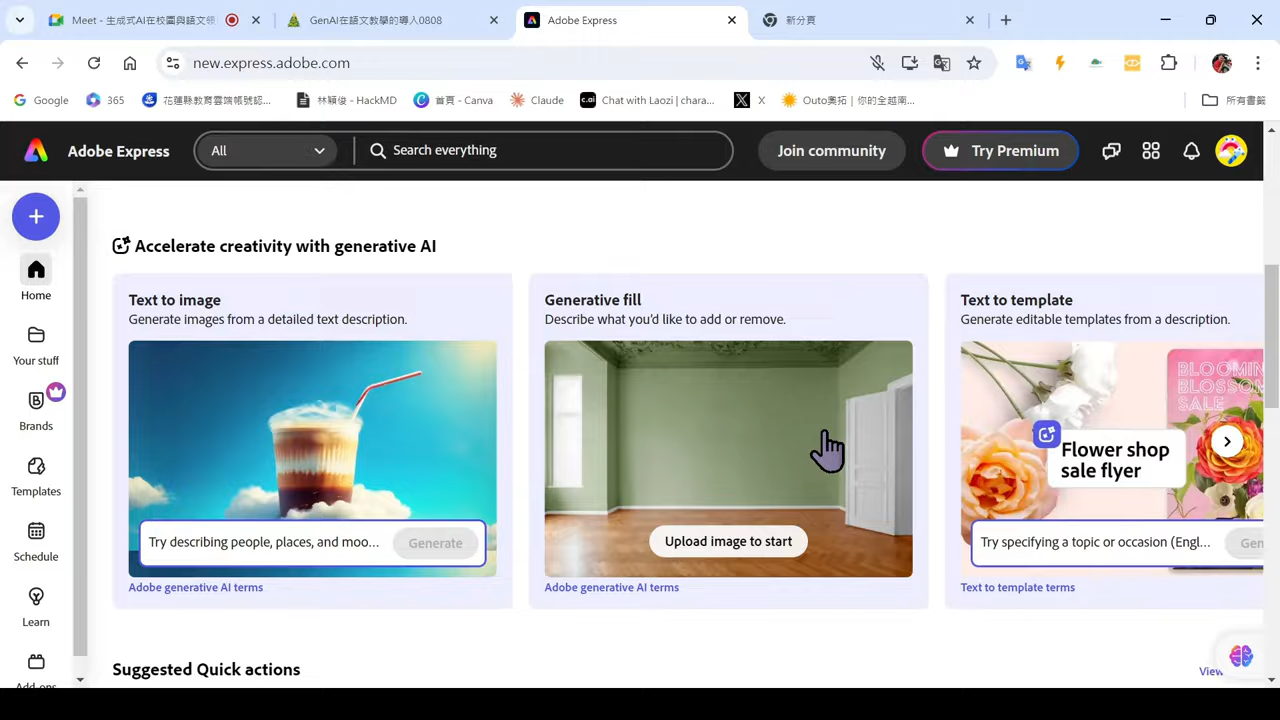 Meet - 生成式AI在校園與語文領
GenAI在語文教學的導入0808
Adobe Express
新分頁
new.express.adobe.com
Google
365
花蓮縣教育雲端帳號認...
林穎俊 - HackMD
首頁 - Canva
Claude
c.ai
Chat with Laozi | chara...
X
Outo奧拓｜你的全越南...
所有書籤
Adobe Express
All
Search everything
Join community
Try Premium
Home
Your stuff
Brands
Templates
Schedule
Learn
Add-ons
Accelerate creativity with generative AI
Text to image
Generate images from a detailed text description.
Try describing people, places, and moo...
Generate
Adobe generative AI terms
Generative fill
Describe what you'd like to add or remove.
Upload image to start
Adobe generative AI terms
Text to template
Generate editable templates from a description.
BLOOMIN
BLOSSOM
SALE
Flower shop
sale flyer
Try specifying a topic or occasion (Engl...
Gen
Text to template terms
Suggested Quick actions
View